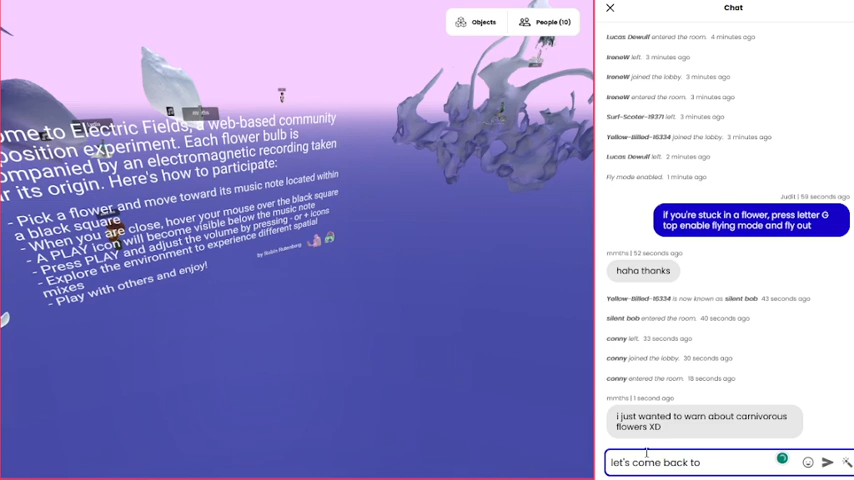 Objects
People (10)
ome to Electric Fields, a web-based community
position experiment. Each flower bulb is
ompanied by an electromagnetic recording taken
r its origin. Here's how to participate:
- Pick a flower and move toward its music note located within
a black square
- When you are close, hover your mouse over the black square
- A PLAY icon will become visible below the music note
- Press PLAY and adjust the volume by pressing - or + icons
- Explore the environment to experience different spatial
mixes
- Play with others and enjoy!
Chat
Lucas Dewulf entered the room. 4 minutes ago
IreneW left. 3 minutes ago
IreneW joined the lobby. 3 minutes ago
IreneW entered the room. 3 minutes ago
Surf-Scoter-19371 left. 3 minutes ago
Yellow-Billed-16334 joined the lobby. 3 minutes ago
Lucas Dewulf left. 2 minutes ago
Fly mode enabled. 1 minute ago
Judit | 59 seconds ago
if you're stuck in a flower, press letter G
top enable flying mode and fly out
mmths | 52 seconds ago
haha thanks
Yellow-Billed-16334 is now known as silent bob 43 seconds ago
silent bob entered the room. 40 seconds ago
conny left. 33 seconds ago
conny joined the lobby. 30 seconds ago
conny entered the room. 18 seconds ago
mmths | 1 second ago
i just wanted to warn about carnivorous
flowers XD
let's come back to